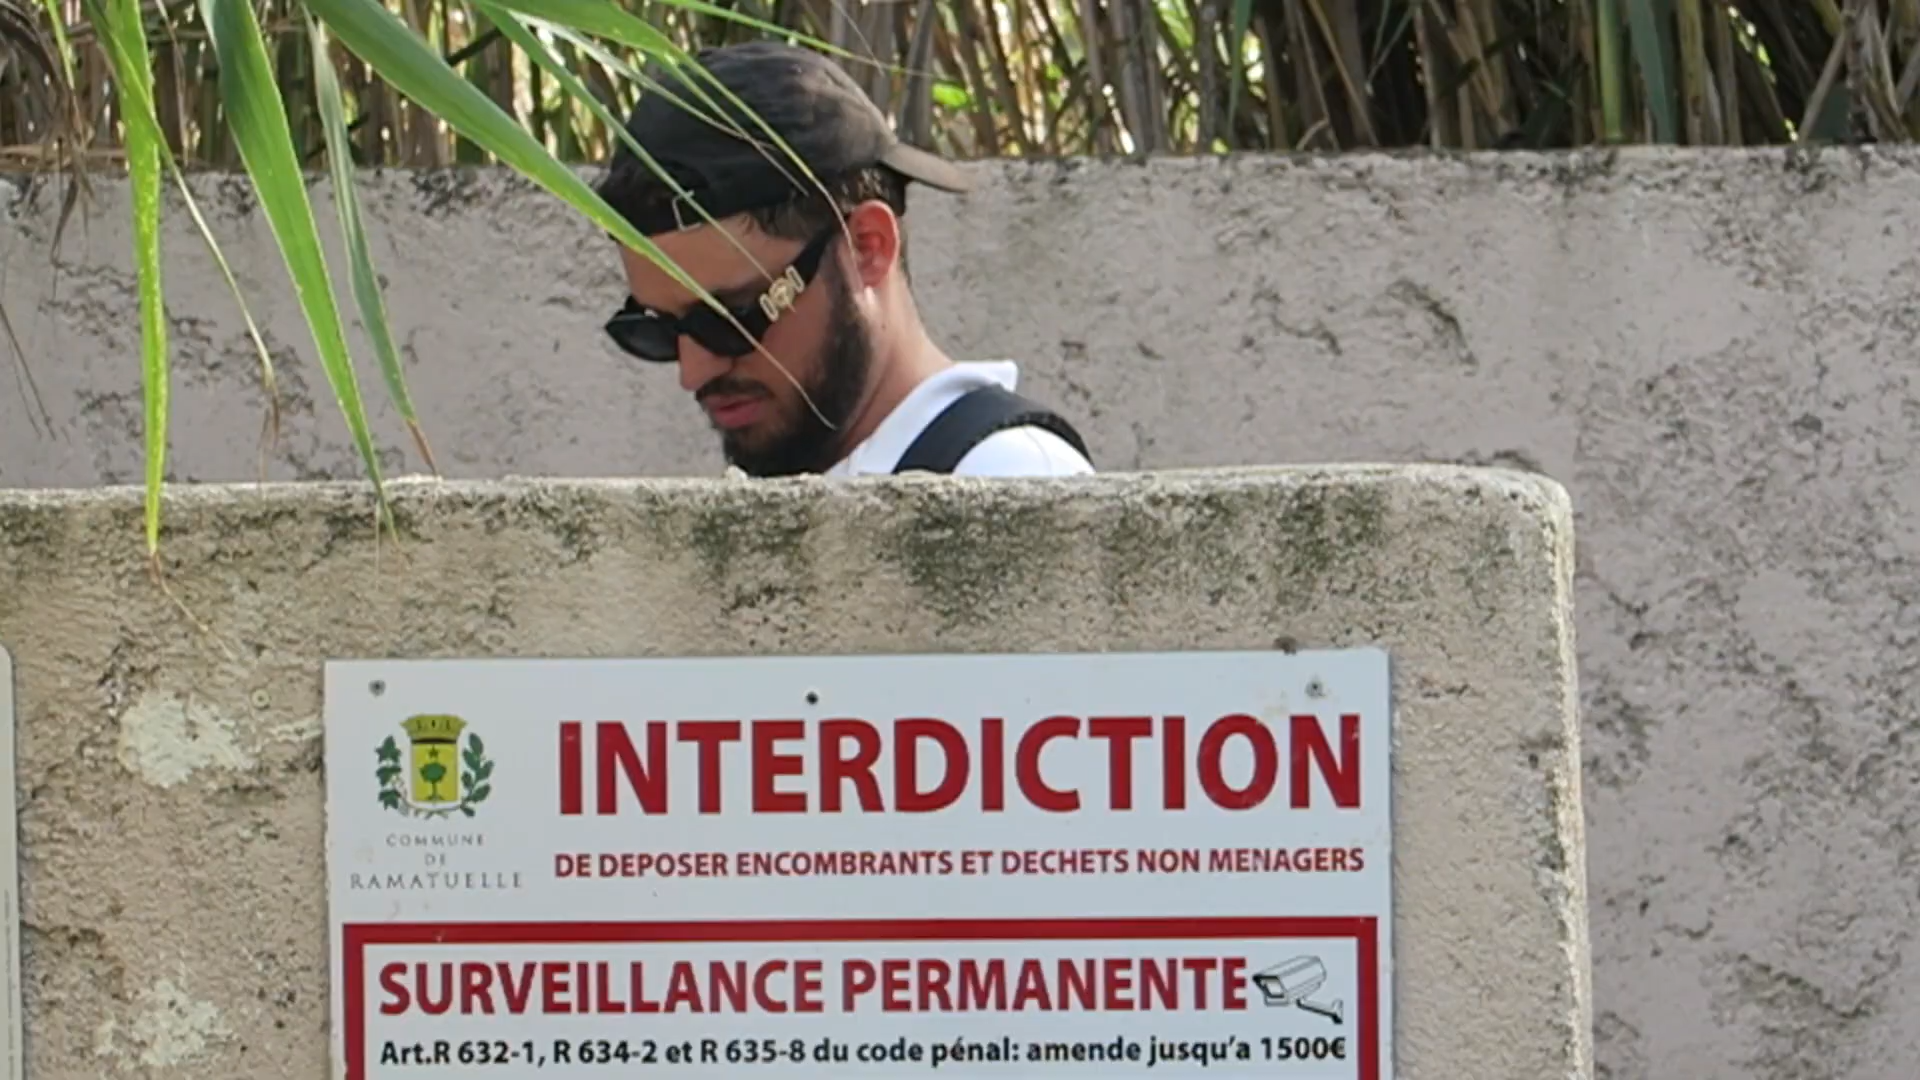 INTERDICTION
DE DEPOSER ENCOMBRANTS ET DECHETS NON MENAGERS
COMMUNE
DE
RAMATUELLE
SURVEILLANCE PERMANENTE
Art.R 632-1, R 634-2 et R 635-8 du code pénal: amende jusqu'a 1500€